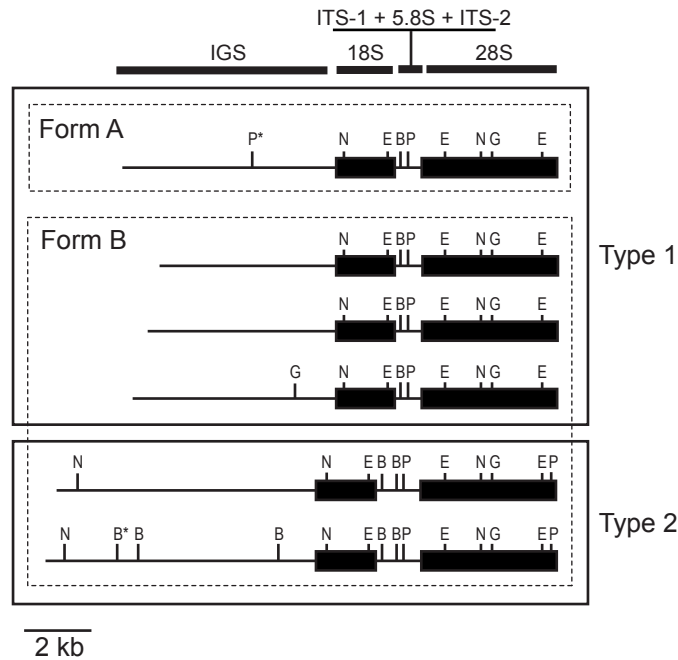 ITS-1 + 5.8S + ITS-2
IGS 18S 28S
Form A
P* N E B P E N G E
Form B
N E B P E N G E
Type 1
N E B P E N G E
G N E B P E N G E
N N E B B P E N G E P
Type 2
N B* B B N E B B P E N G E P
2 kb